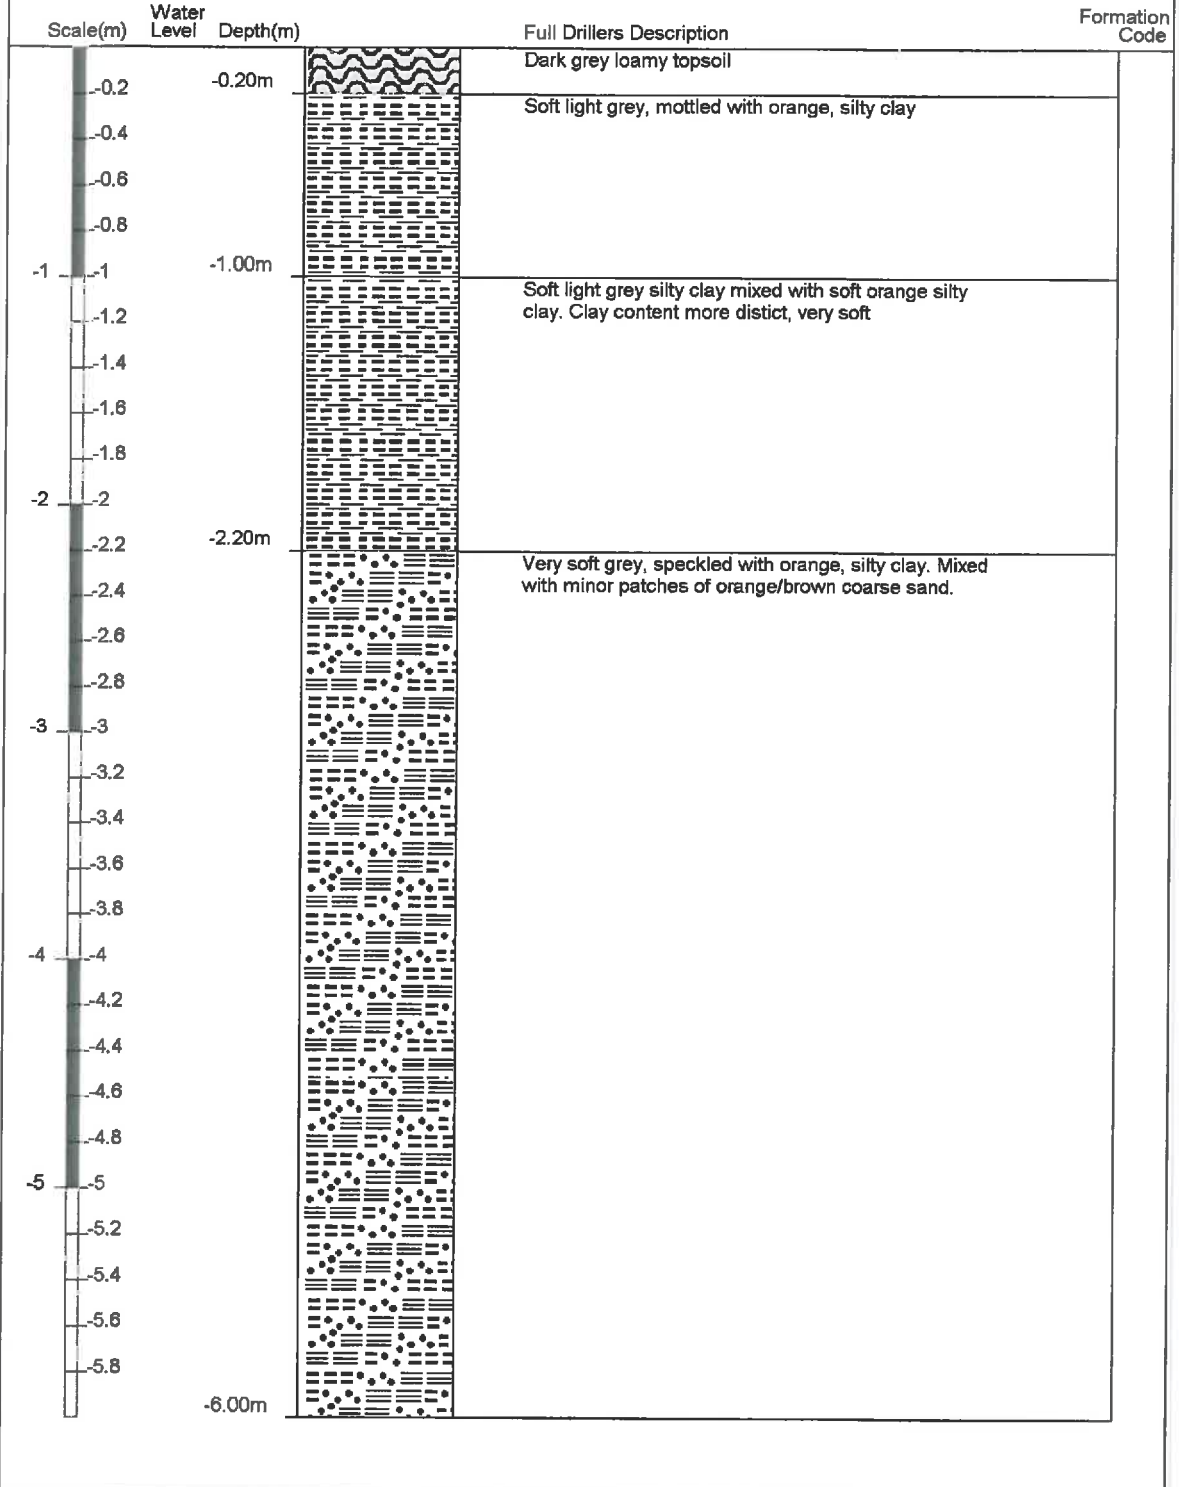 Scale(m) Water Level Depth(m) Full Drillers Description Formation Code
Dark grey loamy topsoil
-0.20m
-0.2
Soft light grey, mottled with orange, silty clay
-0.4
-0.6
-0.8
-1.00m
-1 -1
Soft light grey silty clay mixed with soft orange silty
clay. Clay content more distict, very soft
-1.2
-1.4
-1.6
-1.8
-2 -2
-2.20m
-2.2
Very soft grey, speckled with orange, silty clay. Mixed
with minor patches of orange/brown coarse sand.
-2.4
-2.6
-2.8
-3 -3
-3.2
-3.4
-3.6
-3.8
-4 -4
-4.2
-4.4
-4.6
-4.8
-5 -5
-5.2
-5.4
-5.6
-5.8
-6.00m